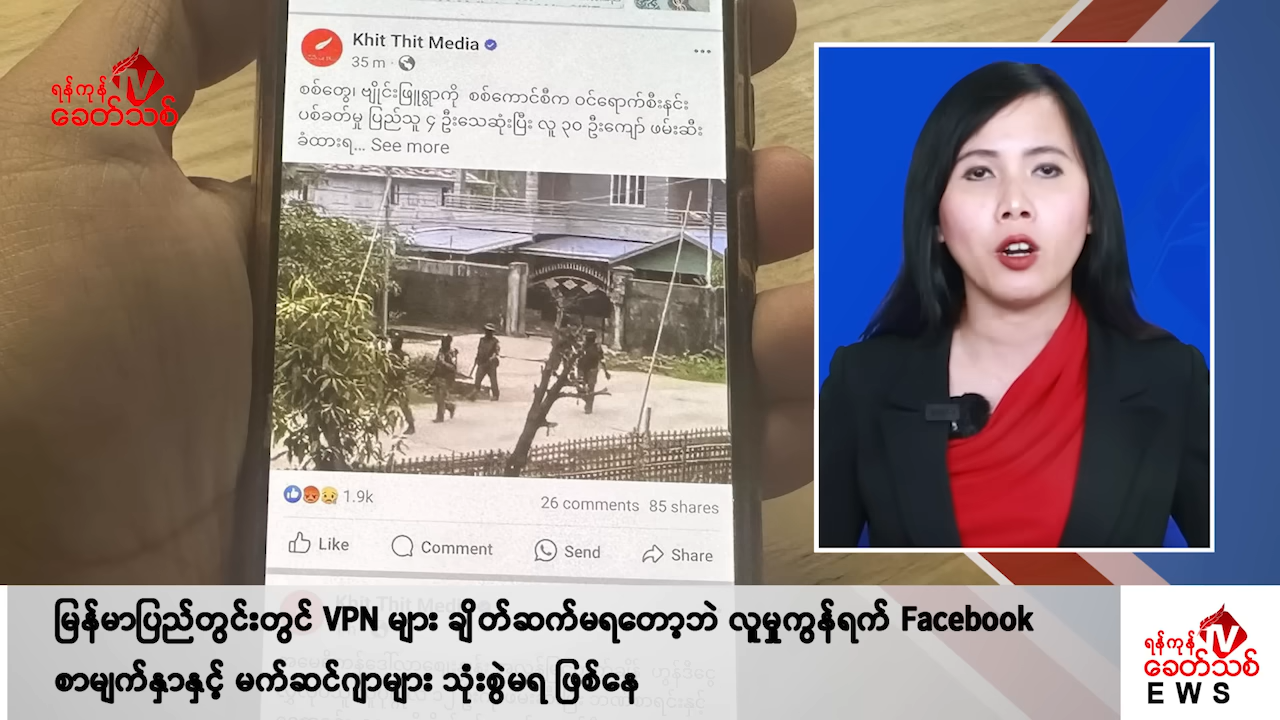 Khit Thit Media
35 m
စစ်တွေ၊ ဗျိုင်းဖြူရွာကို စစ်ကောင်စီက ဝင်ရောက်စီးနင်း
ပစ်ခတ်မှု ပြည်သူ ၄ ဦးသေဆုံးပြီး လူ ၃၀ ဦးကျော် ဖမ်းဆီး
ခံထားရ... See more
ရန်ကုန် TV
ခေတ်သစ်
1.9k
26 comments 85 shares
Like Comment Send Share
Khit Thit Media
မြန်မာပြည်တွင်းတွင် VPN များ ချိတ်ဆက်မရတော့ဘဲ လူမှုကွန်ရက် Facebook
စာမျက်နှာနှင့် မက်ဆင်ဂျာများ သုံးစွဲမရ ဖြစ်နေ
ရန်ကုန် TV
ခေတ်သစ်
EWS